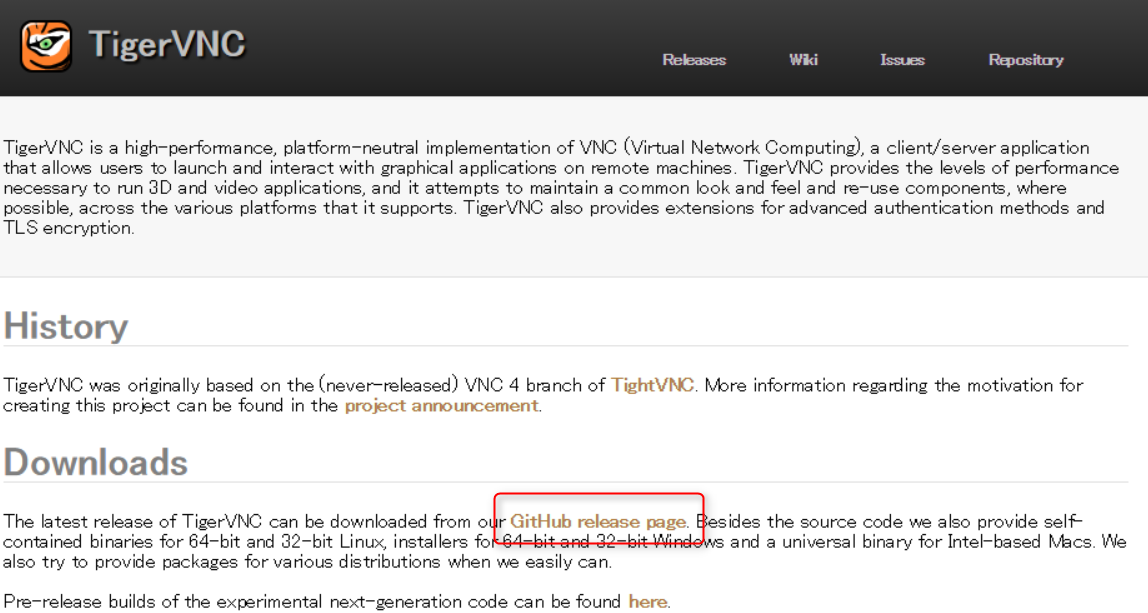 TigerVNC
Releases Wiki Issues Repository
TigerVNC is a high-performance, platform-neutral implementation of VNC (Virtual Network Computing), a client/server application
that allows users to launch and interact with graphical applications on remote machines. TigerVNC provides the levels of performance
necessary to run 3D and video applications, and it attempts to maintain a common look and feel and re-use components, where
possible, across the various platforms that it supports. TigerVNC also provides extensions for advanced authentication methods and
TLS encryption.
History
TigerVNC was originally based on the (never-released) VNC 4 branch of TightVNC. More information regarding the motivation for
creating this project can be found in the project announcement.
Downloads
The latest release of TigerVNC can be downloaded from our GitHub release page. Besides the source code we also provide self-
contained binaries for 64-bit and 32-bit Linux, installers for 64-bit and 32-bit Windows and a universal binary for Intel-based Macs. We
also try to provide packages for various distributions when we easily can.
Pre-release builds of the experimental next-generation code can be found here.